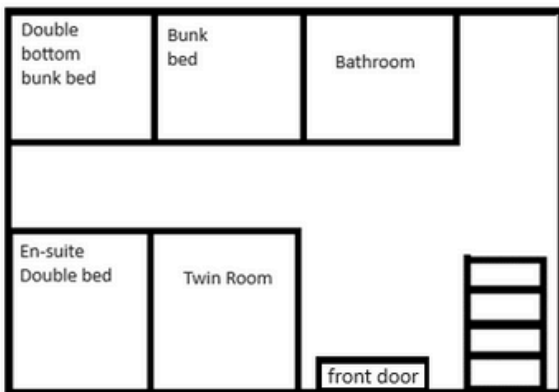 Double
bottom
bunk bed
Bunk
bed
Bathroom
En-suite
Double bed
Twin Room
front door